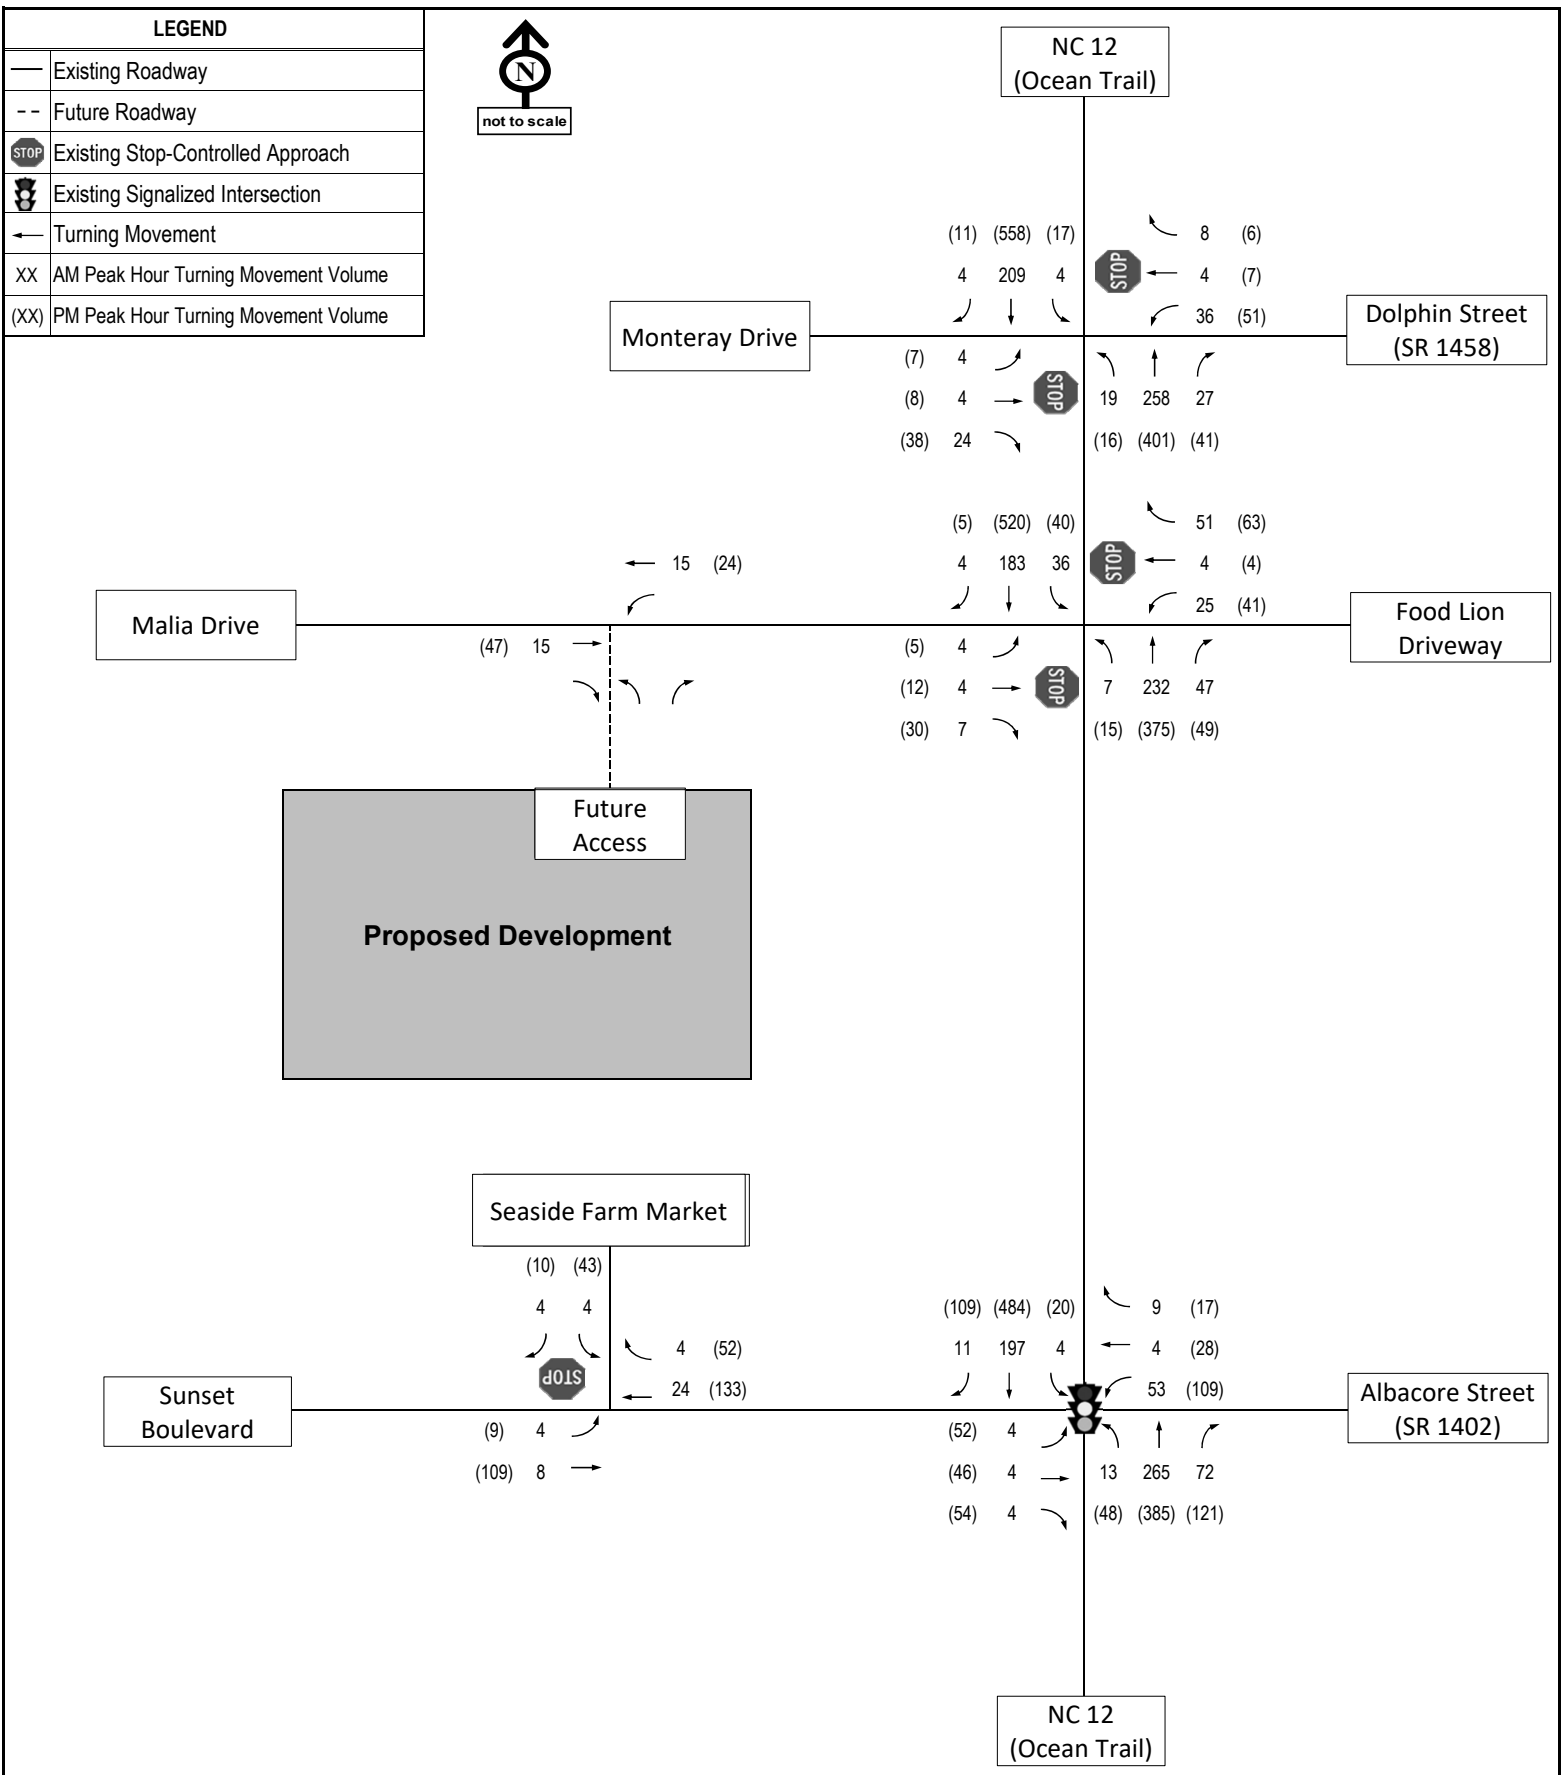 LEGEND
Existing Roadway
Future Roadway
STOP Existing Stop-Controlled Approach
Existing Signalized Intersection
Turning Movement
XX AM Peak Hour Turning Movement Volume
(XX) PM Peak Hour Turning Movement Volume
N
not to scale
NC 12
(Ocean Trail)
(11) (558) (17) 8 (6)
4 209 4 STOP 4 (7)
36 (51)
Monteray Drive
Dolphin Street
(SR 1458)
(7) 4
(8) 4 STOP 19 258 27
(38) 24 (16) (401) (41)
(5) (520) (40) 51 (63)
15 (24) 4 183 36 STOP 4 (4)
25 (41)
Malia Drive
Food Lion
Driveway
(47) 15 (5) 4
(12) 4 STOP 7 232 47
(30) 7 (15) (375) (49)
Future
Access
Proposed Development
Seaside Farm Market
(10) (43)
4 4
4 (52)
STOP 24 (133)
(109) (484) (20) 9 (17)
11 197 4 4 (28)
53 (109)
Sunset
Boulevard
Albacore Street
(SR 1402)
(9) 4
(109) 8
(52) 4
(46) 4 13 265 72
(54) 4 (48) (385) (121)
NC 12
(Ocean Trail)